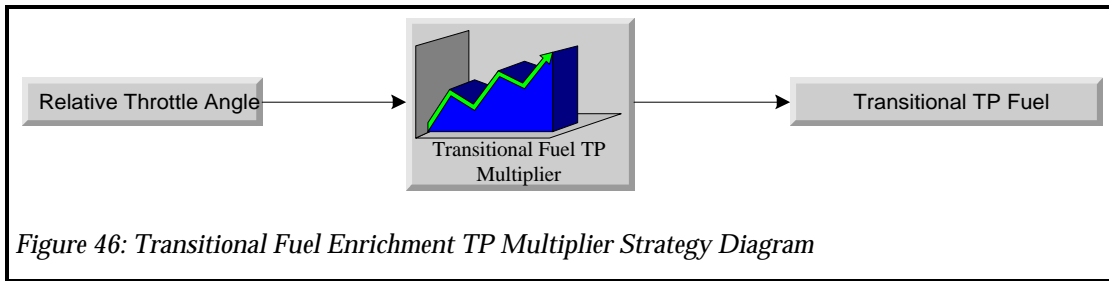 Relative Throttle Angle
Transitional Fuel TP
Multiplier
Transitional TP Fuel
Figure 46: Transitional Fuel Enrichment TP Multiplier Strategy Diagram